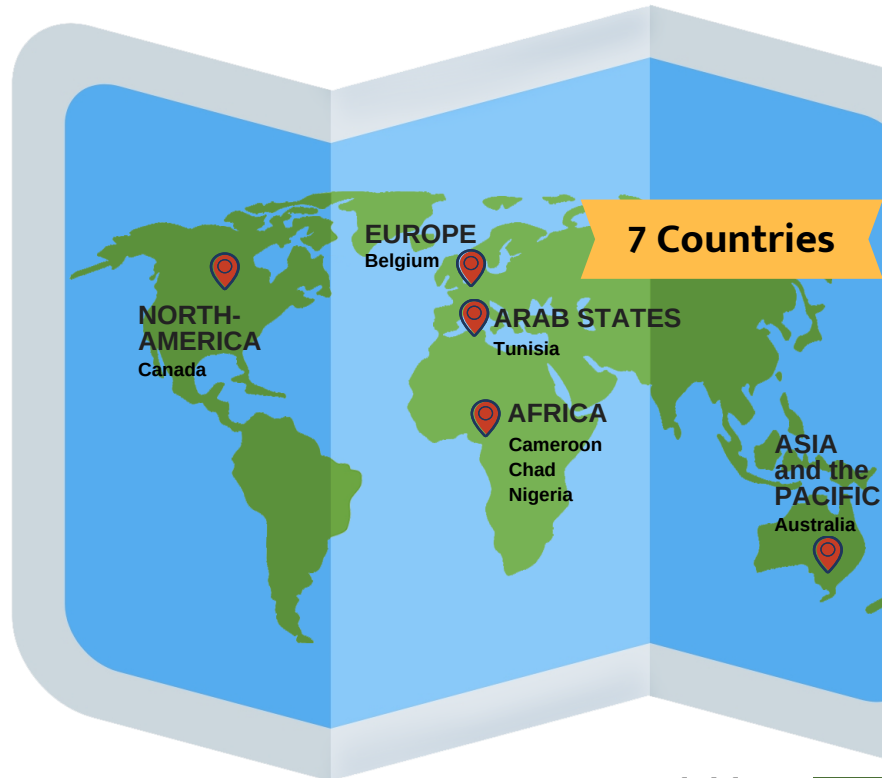 7 Countries
EUROPE
Belgium
NORTH-
AMERICA
Canada
ARAB STATES
Tunisia
AFRICA
Cameroon
Chad
Nigeria
ASIA
and the
PACIFIC
Australia